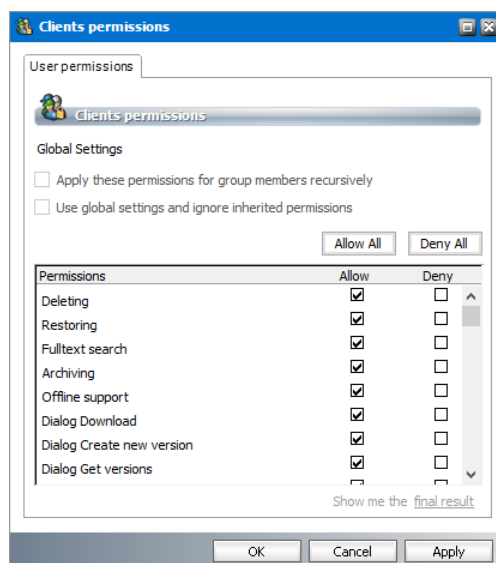 Clients permissions
User permissions
Clients permissions
Global Settings
Apply these permissions for group members recursively
Use global settings and ignore inherited permissions
Allow All Deny All
Permissions Allow Deny
Deleting
Restoring
Fulltext search
Archiving
Offline support
Dialog Download
Dialog Create new version
Dialog Get versions
Show me the final result
OK Cancel Apply